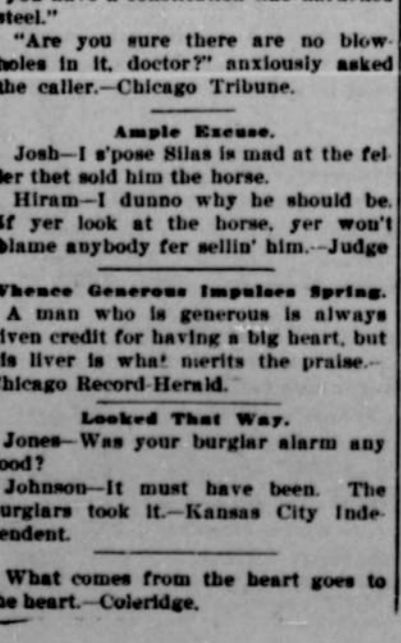 steel."
"Are you sure there are no blow-
holes in it, doctor?" anxiously asked
the caller.—Chicago Tribune.
Ample Excuse.
Josh—I s'pose Silas is mad at the fel
ler thet sold him the horse.
Hiram—I dunno why he should be.
If yer look at the horse, yer won't
blame anybody fer sellin' him.—Judge
Whence Generous Impulses Spring.
A man who is generous is always
given credit for having a big heart, but
his liver is what merits the praise.—
Chicago Record-Herald.
Looked That Way.
Jones—Was your burglar alarm any
good?
Johnson—It must have been. The
burglars took it.—Kansas City Inde-
pendent.
What comes from the heart goes to
the heart.—Coleridge.